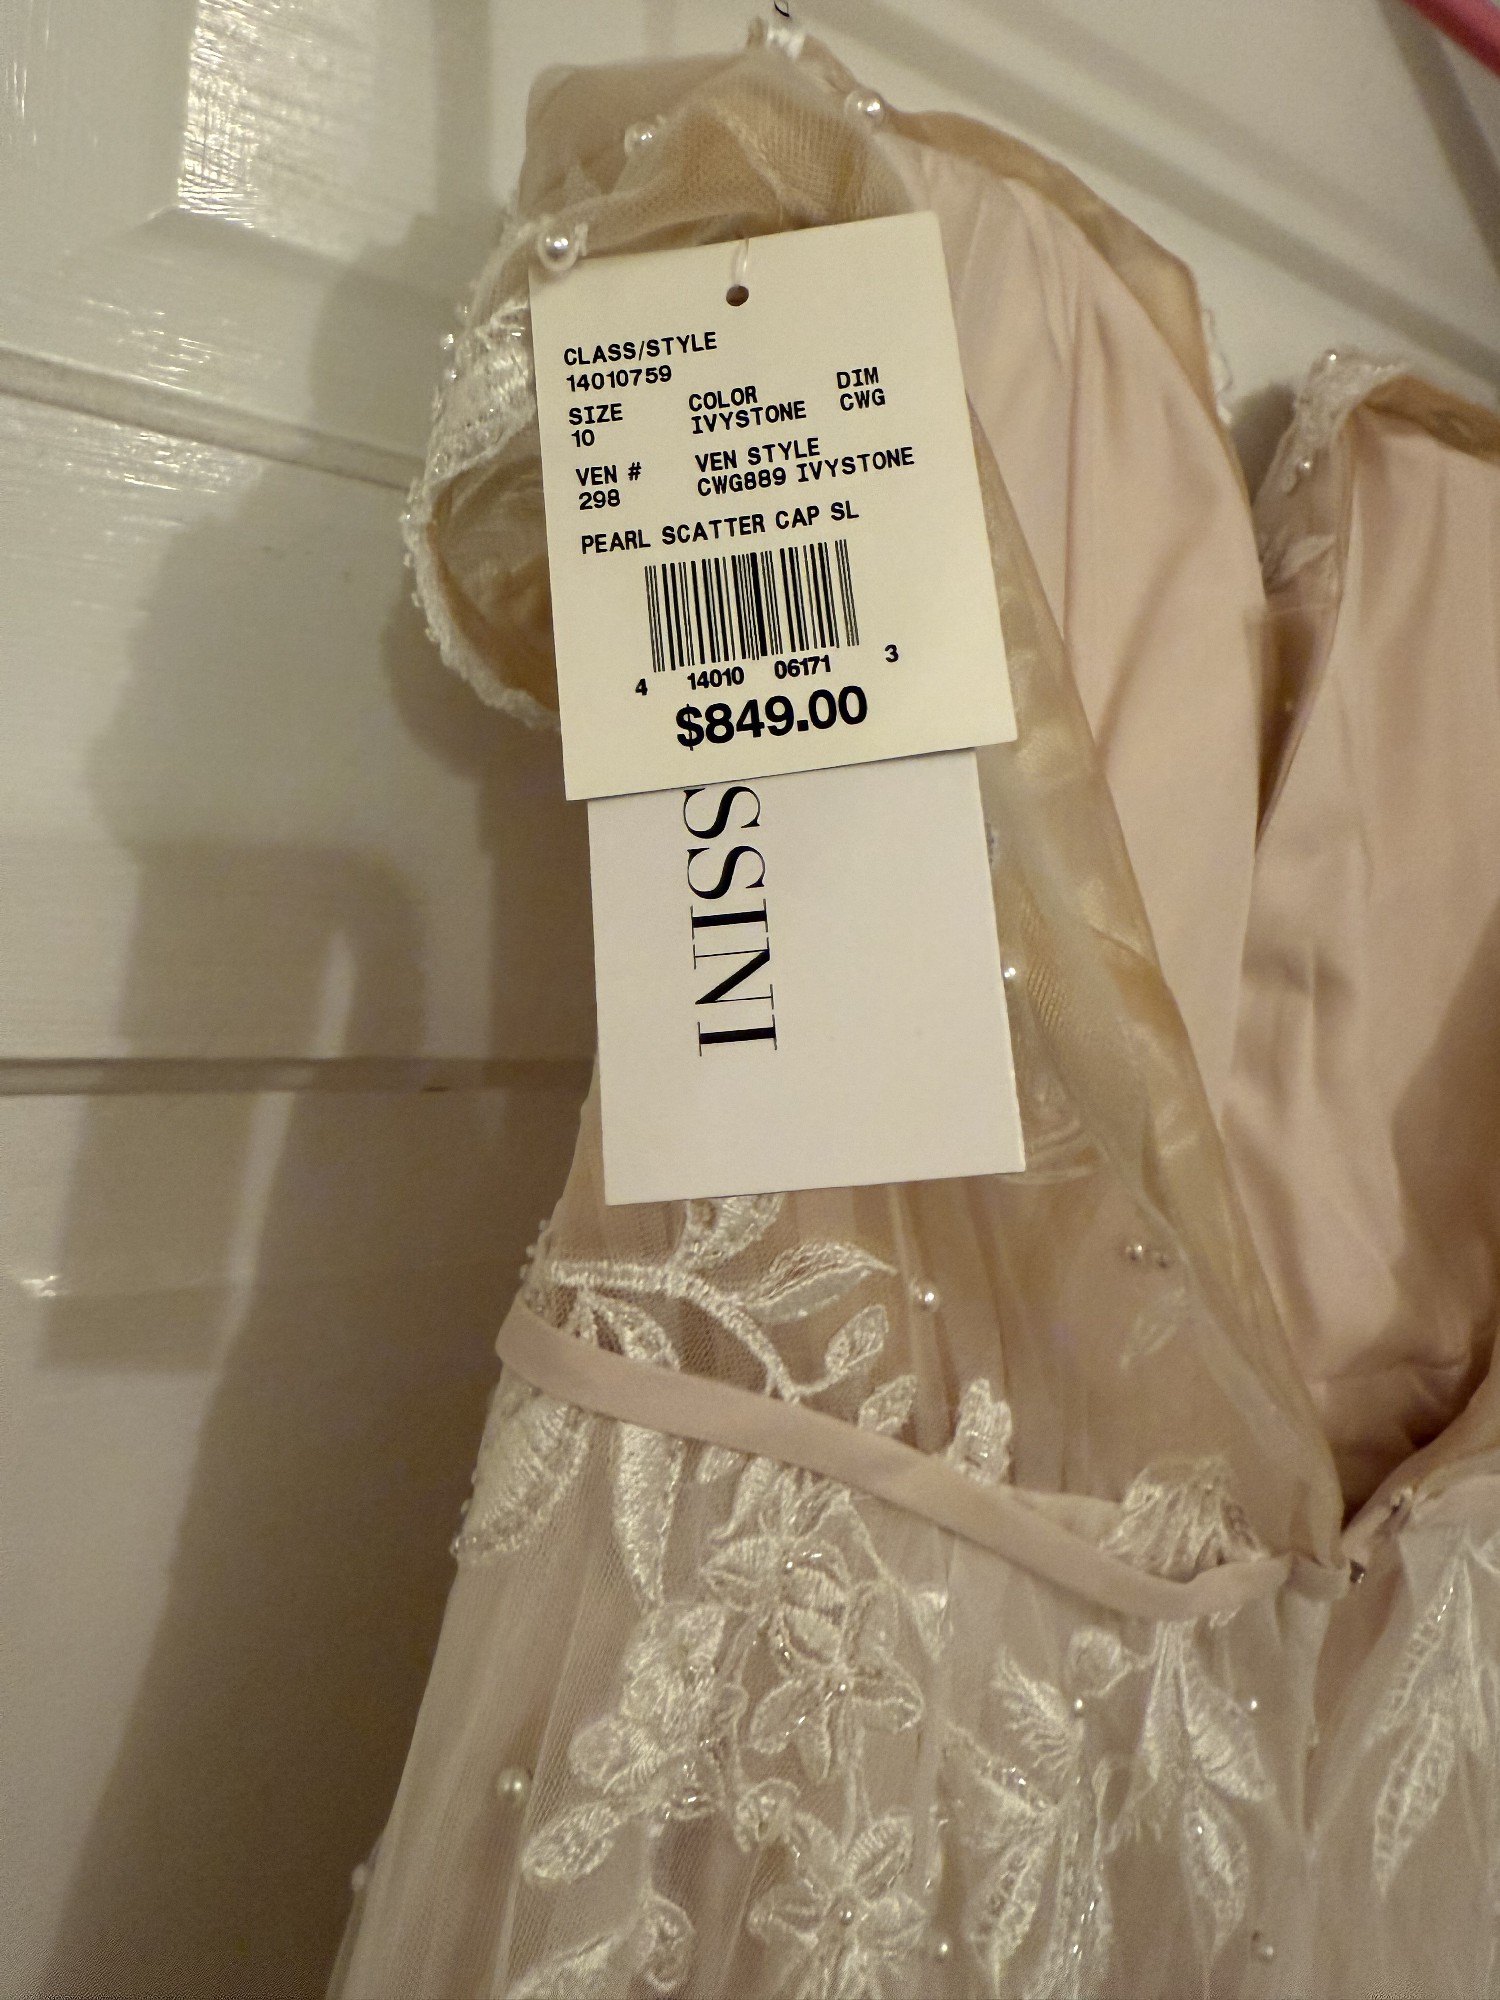 CLASS/STYLE
14010759
SIZE COLOR DIM
10 IVYSTONE CWG
VEN # VEN STYLE
298 CWG889 IVYSTONE
PEARL SCATTER CAP SL
4 14010 06171 3
$849.00
INISS